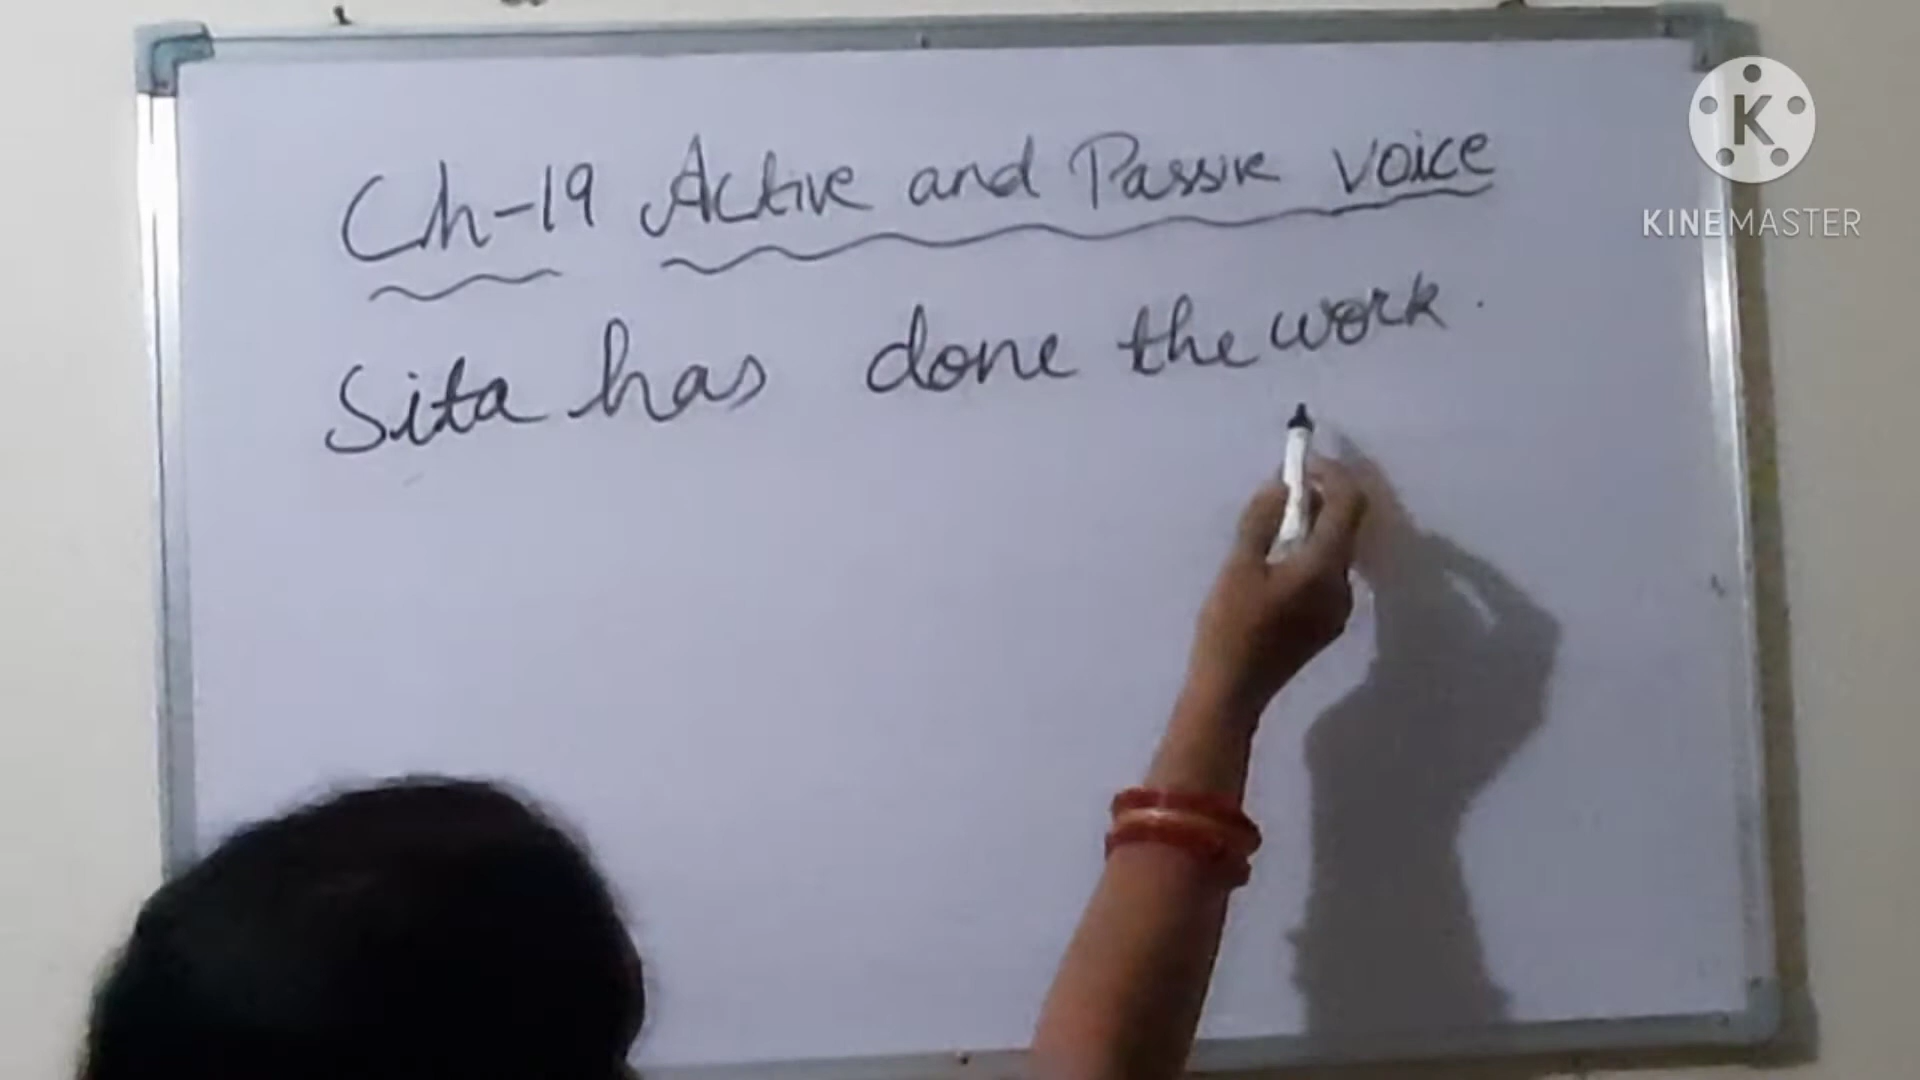 Ch-19 Active and Passive voice
Sita has done the work.
K
KINEMASTER